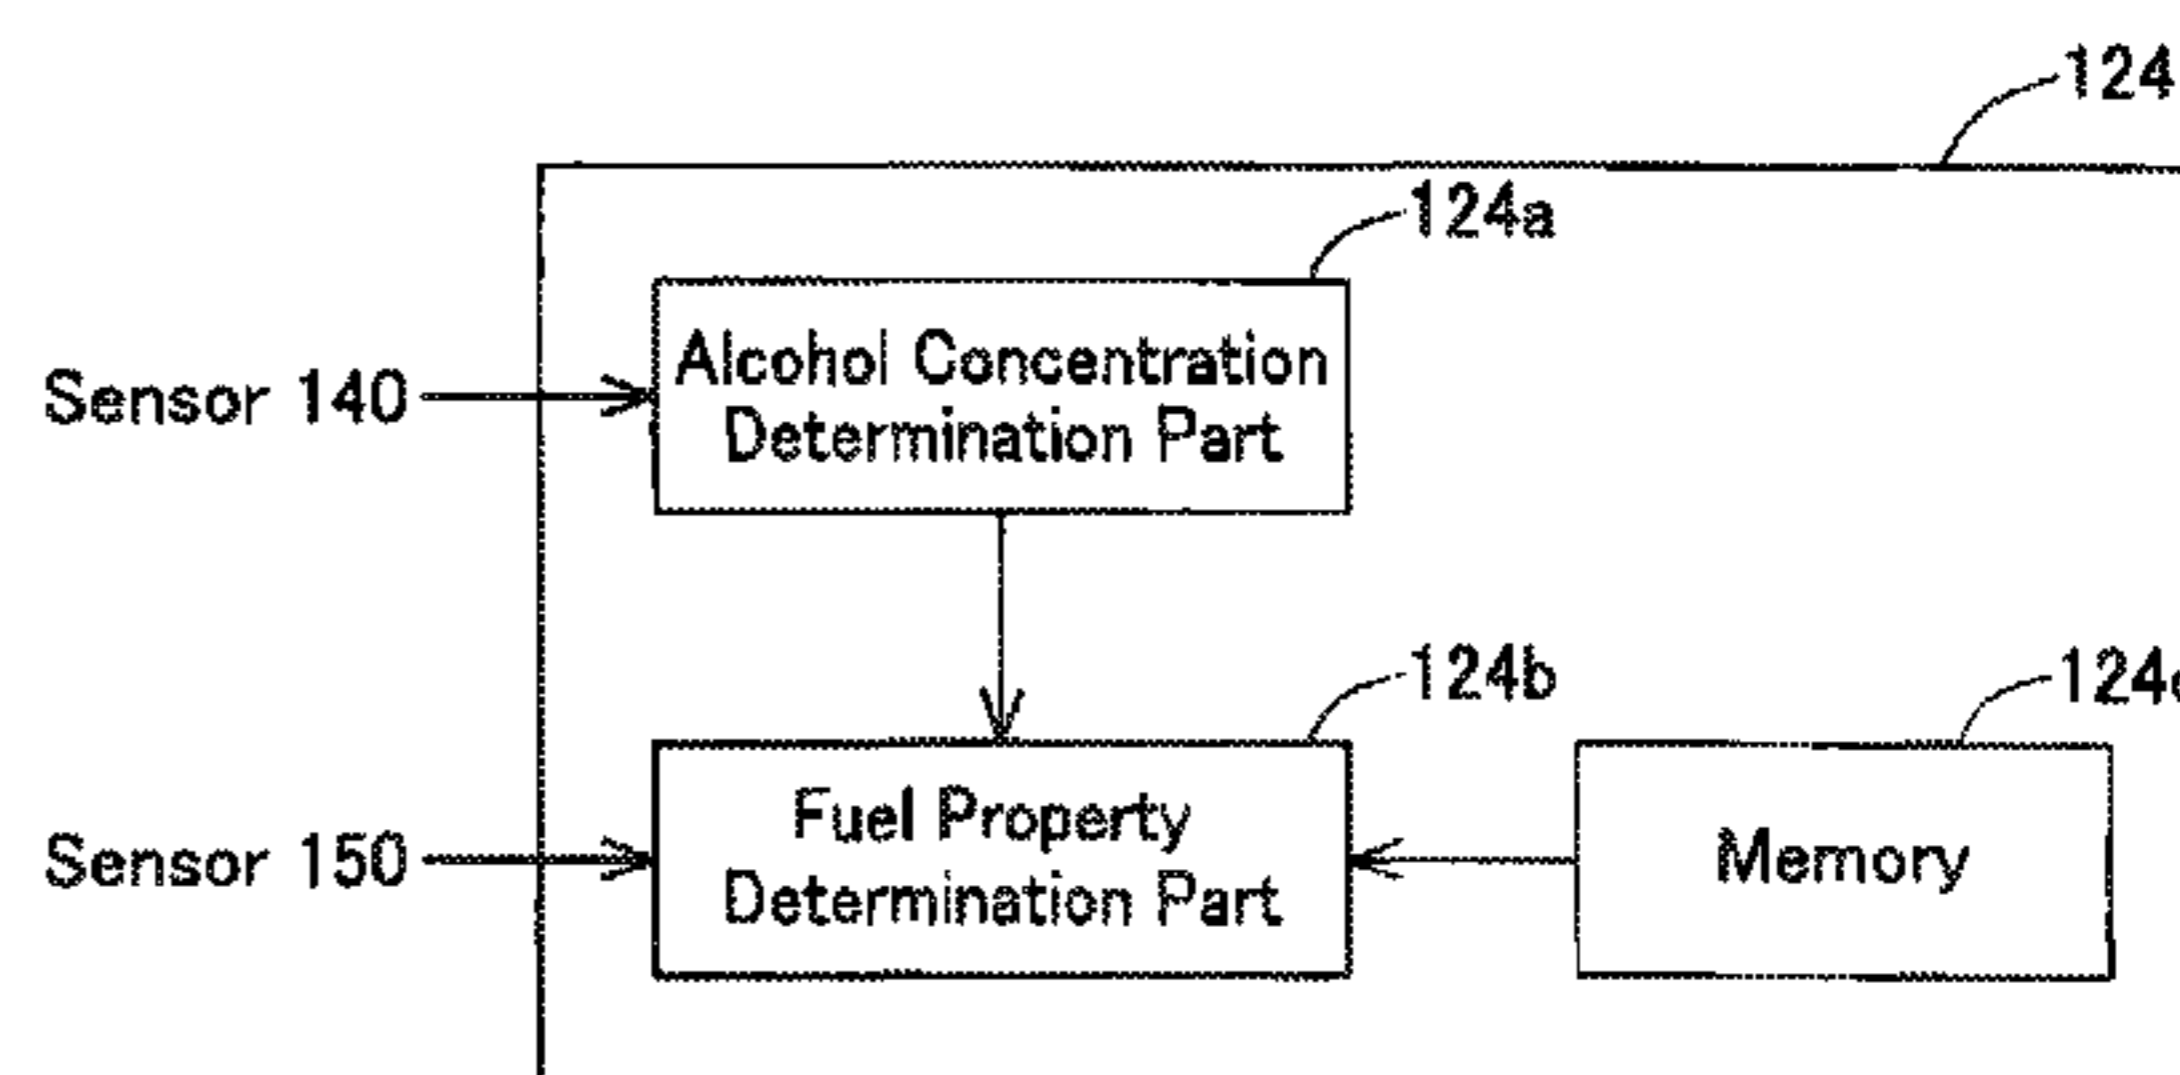 124
124a
Alcohol Concentration
Determination Part
Sensor 140
124b
Fuel Property
Determination Part
Sensor 150
Memory